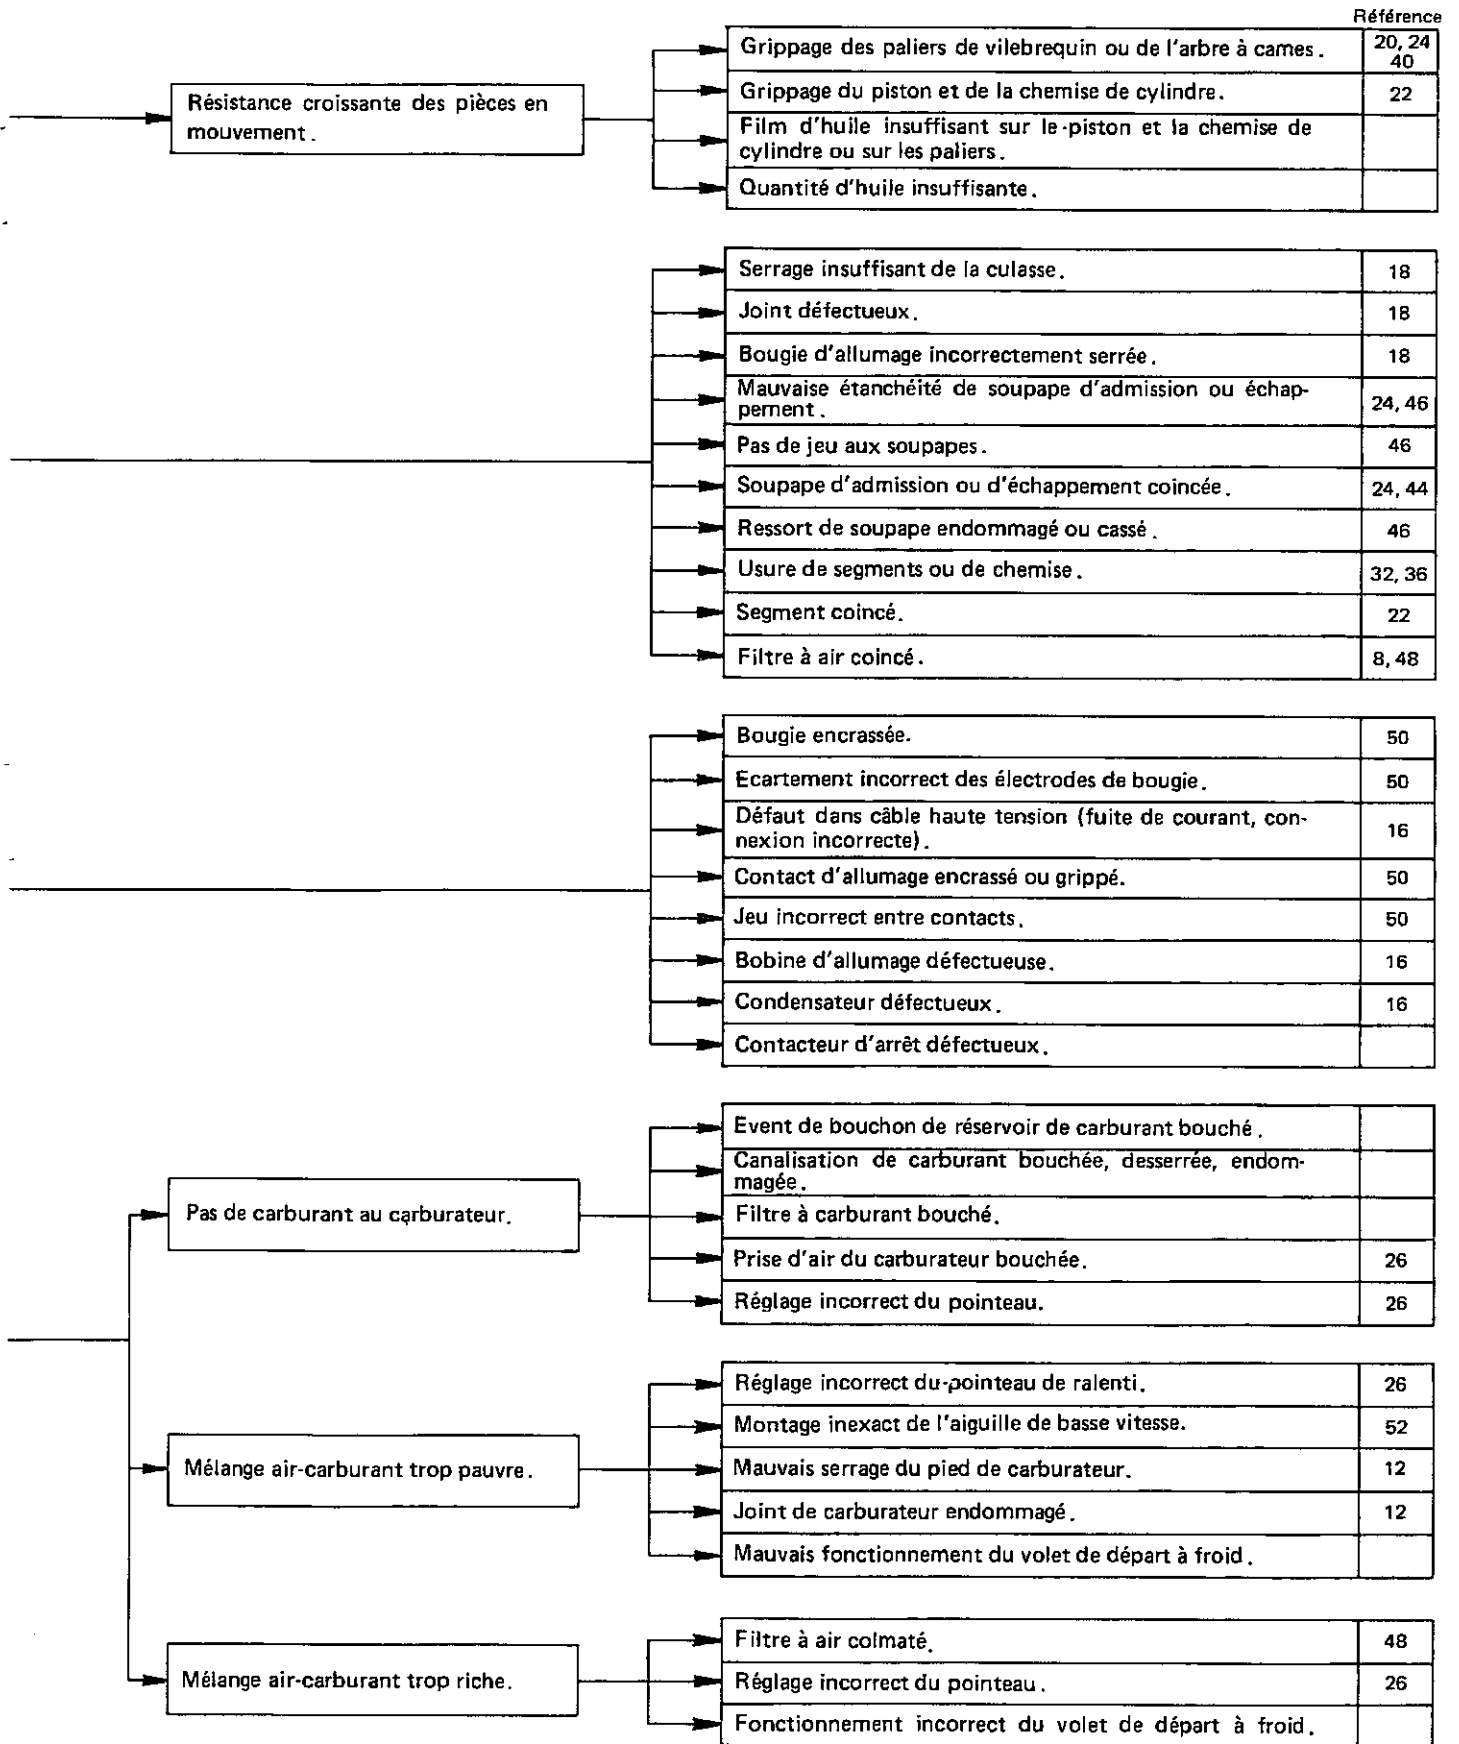 Référence
Résistance croissante des pièces en
mouvement.
Grippage des paliers de vilebrequin ou de l'arbre à cames.
20, 24
40
Grippage du piston et de la chemise de cylindre.
22
Film d'huile insuffisant sur le piston et la chemise de
cylindre ou sur les paliers.
Quantité d'huile insuffisante.
Serrage insuffisant de la culasse.
18
Joint défectueux.
18
Bougie d'allumage incorrectement serrée.
18
Mauvaise étanchéité de soupape d'admission ou échap-
pement.
24, 46
Pas de jeu aux soupapes.
46
Soupape d'admission ou d'échappement coincée.
24, 44
Ressort de soupape endommagé ou cassé.
46
Usure de segments ou de chemise.
32, 36
Segment coincé.
22
Filtre à air coincé.
8, 48
Bougie encrassée.
50
Ecartement incorrect des électrodes de bougie.
50
Défaut dans câble haute tension (fuite de courant, con-
nexion incorrecte).
16
Contact d'allumage encrassé ou grippé.
50
Jeu incorrect entre contacts.
50
Bobine d'allumage défectueuse.
16
Condensateur défectueux.
16
Contacteur d'arrêt défectueux.
Pas de carburant au carburateur.
Event de bouchon de réservoir de carburant bouché.
Canalisation de carburant bouchée, desserrée, endom-
magée.
Filtre à carburant bouché.
Prise d'air du carburateur bouchée.
26
Réglage incorrect du pointeau.
26
Mélange air-carburant trop pauvre.
Réglage incorrect du pointeau de ralenti.
26
Montage inexact de l'aiguille de basse vitesse.
52
Mauvais serrage du pied de carburateur.
12
Joint de carburateur endommagé.
12
Mauvais fonctionnement du volet de départ à froid.
Mélange air-carburant trop riche.
Filtre à air colmaté.
48
Réglage incorrect du pointeau.
26
Fonctionnement incorrect du volet de départ à froid.